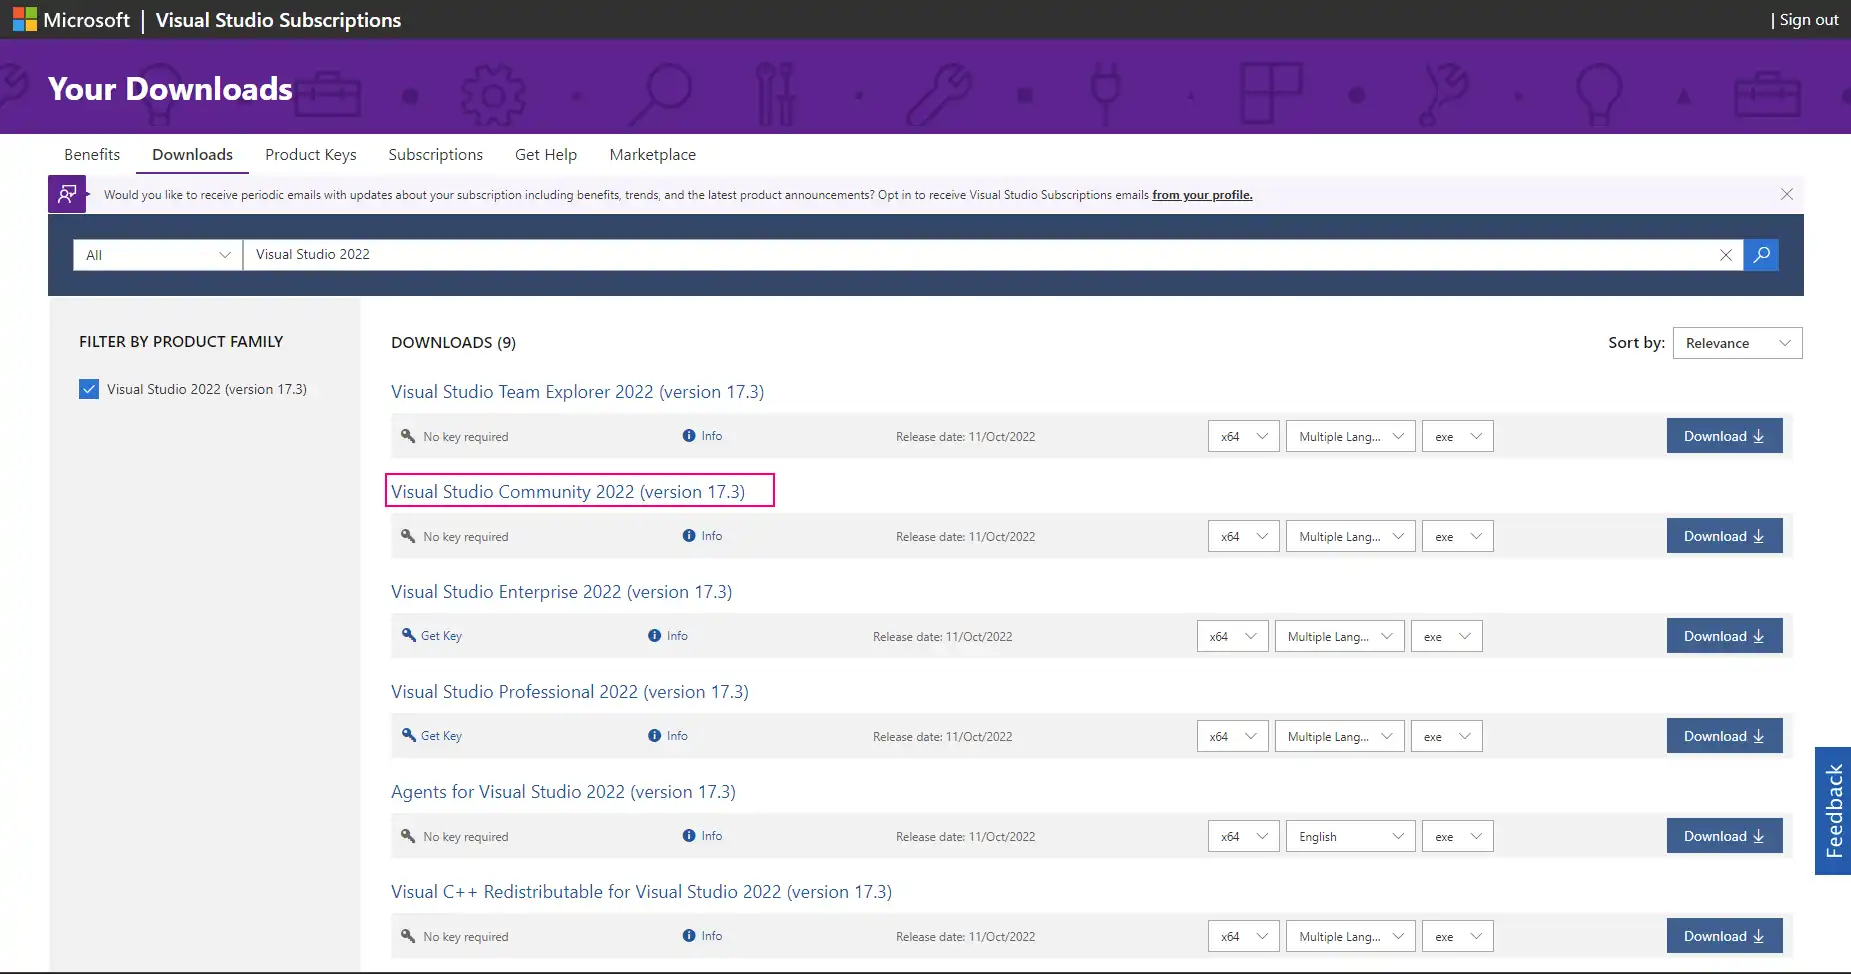 Microsoft | Visual Studio Subscriptions
| Sign out
Your Downloads
Benefits Downloads Product Keys Subscriptions Get Help Marketplace
Would you like to receive periodic emails with updates about your subscription including benefits, trends, and the latest product announcements? Opt in to receive Visual Studio Subscriptions emails from your profile.
All Visual Studio 2022
FILTER BY PRODUCT FAMILY
Visual Studio 2022 (version 17.3)
DOWNLOADS (9)
Sort by: Relevance
Visual Studio Team Explorer 2022 (version 17.3)
No key required Info Release date: 11/Oct/2022 x64 Multiple Lang... exe Download
Visual Studio Community 2022 (version 17.3)
No key required Info Release date: 11/Oct/2022 x64 Multiple Lang... exe Download
Visual Studio Enterprise 2022 (version 17.3)
Get Key Info Release date: 11/Oct/2022 x64 Multiple Lang... exe Download
Visual Studio Professional 2022 (version 17.3)
Get Key Info Release date: 11/Oct/2022 x64 Multiple Lang... exe Download
Agents for Visual Studio 2022 (version 17.3)
No key required Info Release date: 11/Oct/2022 x64 English exe Download
Visual C++ Redistributable for Visual Studio 2022 (version 17.3)
No key required Info Release date: 11/Oct/2022 x64 Multiple Lang... exe Download
Feedback